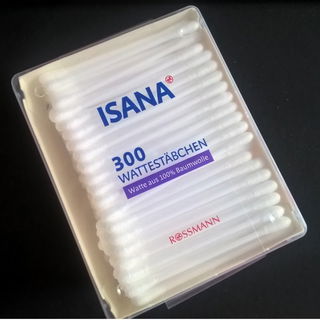 ISANA
300
WATTESTÄBCHEN
Watte aus 100% Baumwolle
ROSSMANN